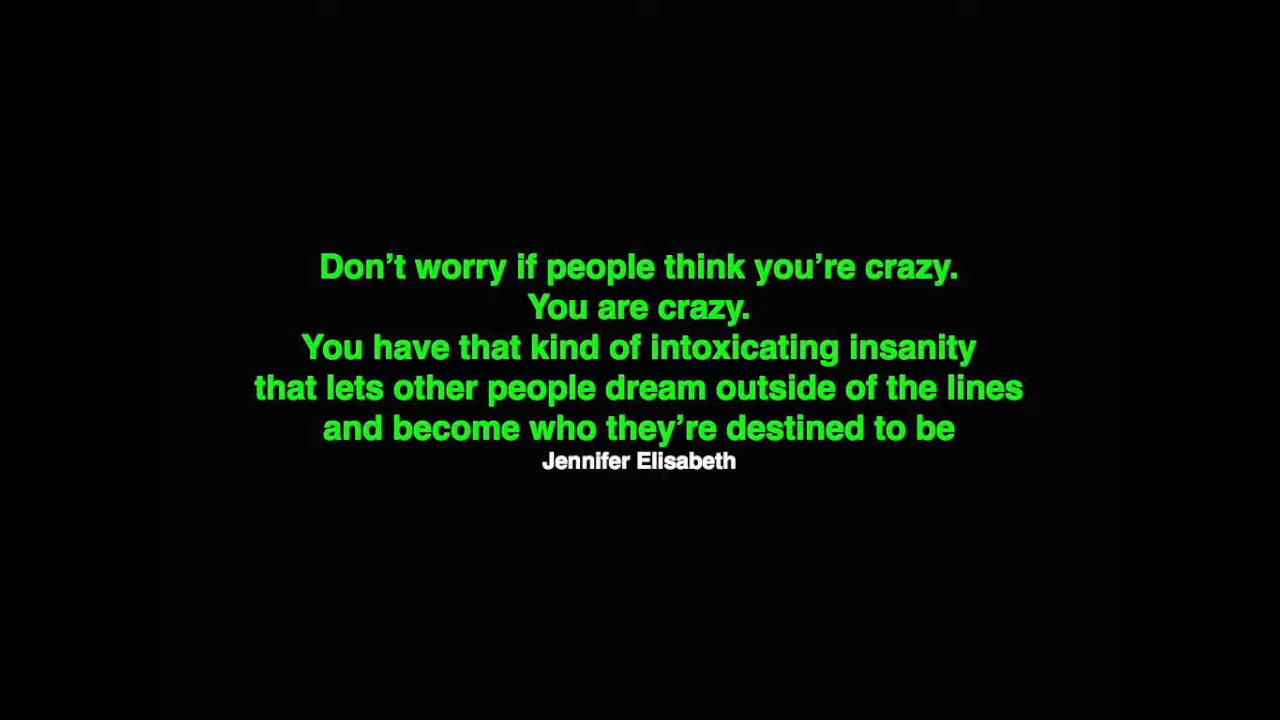 Don’t worry if people think you’re crazy.
You are crazy.
You have that kind of intoxicating insanity
that lets other people dream outside of the lines
and become who they’re destined to be
Jennifer Elisabeth